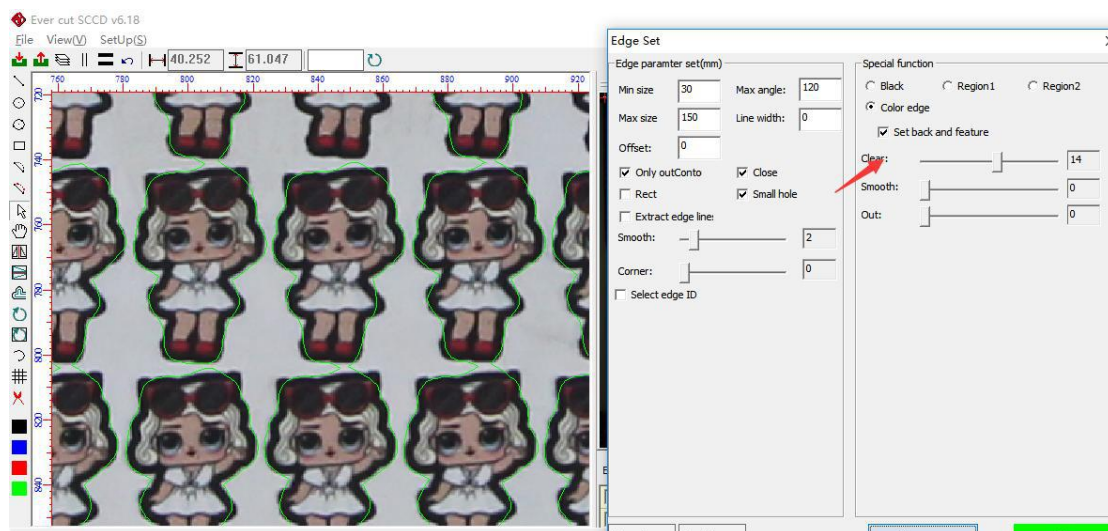 Ever cut SCCD v6.18
File View(V) SetUp(S)
40.252 61.047
Edge Set
Edge paramter set(mm)
Min size 30 Max angle: 120
Max size 150 Line width: 0
Offset: 0
Only outConto Close
Rect Small hole
Extract edge line:
Smooth: 2
Corner: 0
Select edge ID
Special function
Black Region1 Region2
Color edge
Set back and feature
Clear: 14
Smooth: 0
Out: 0
760 780 800 820 840 860 880 900 920
720
740
760
780
800
820
840